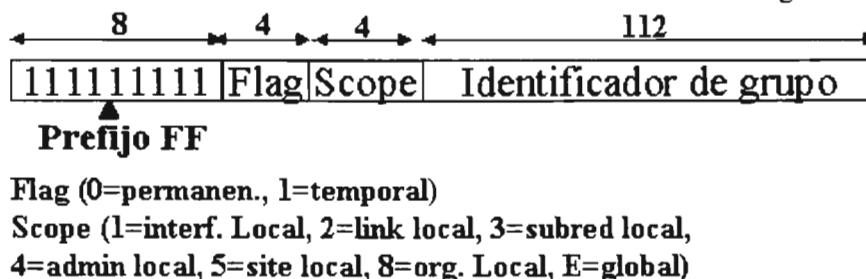 8 4 4 112
111111111 Flag Scope Identificador de grupo
Prefijo FF
Flag (0=permanen., 1=temporal)
Scope (1=interf. Local, 2=link local, 3=subred local,
4=admin local, 5=site local, 8=org. Local, E=global)